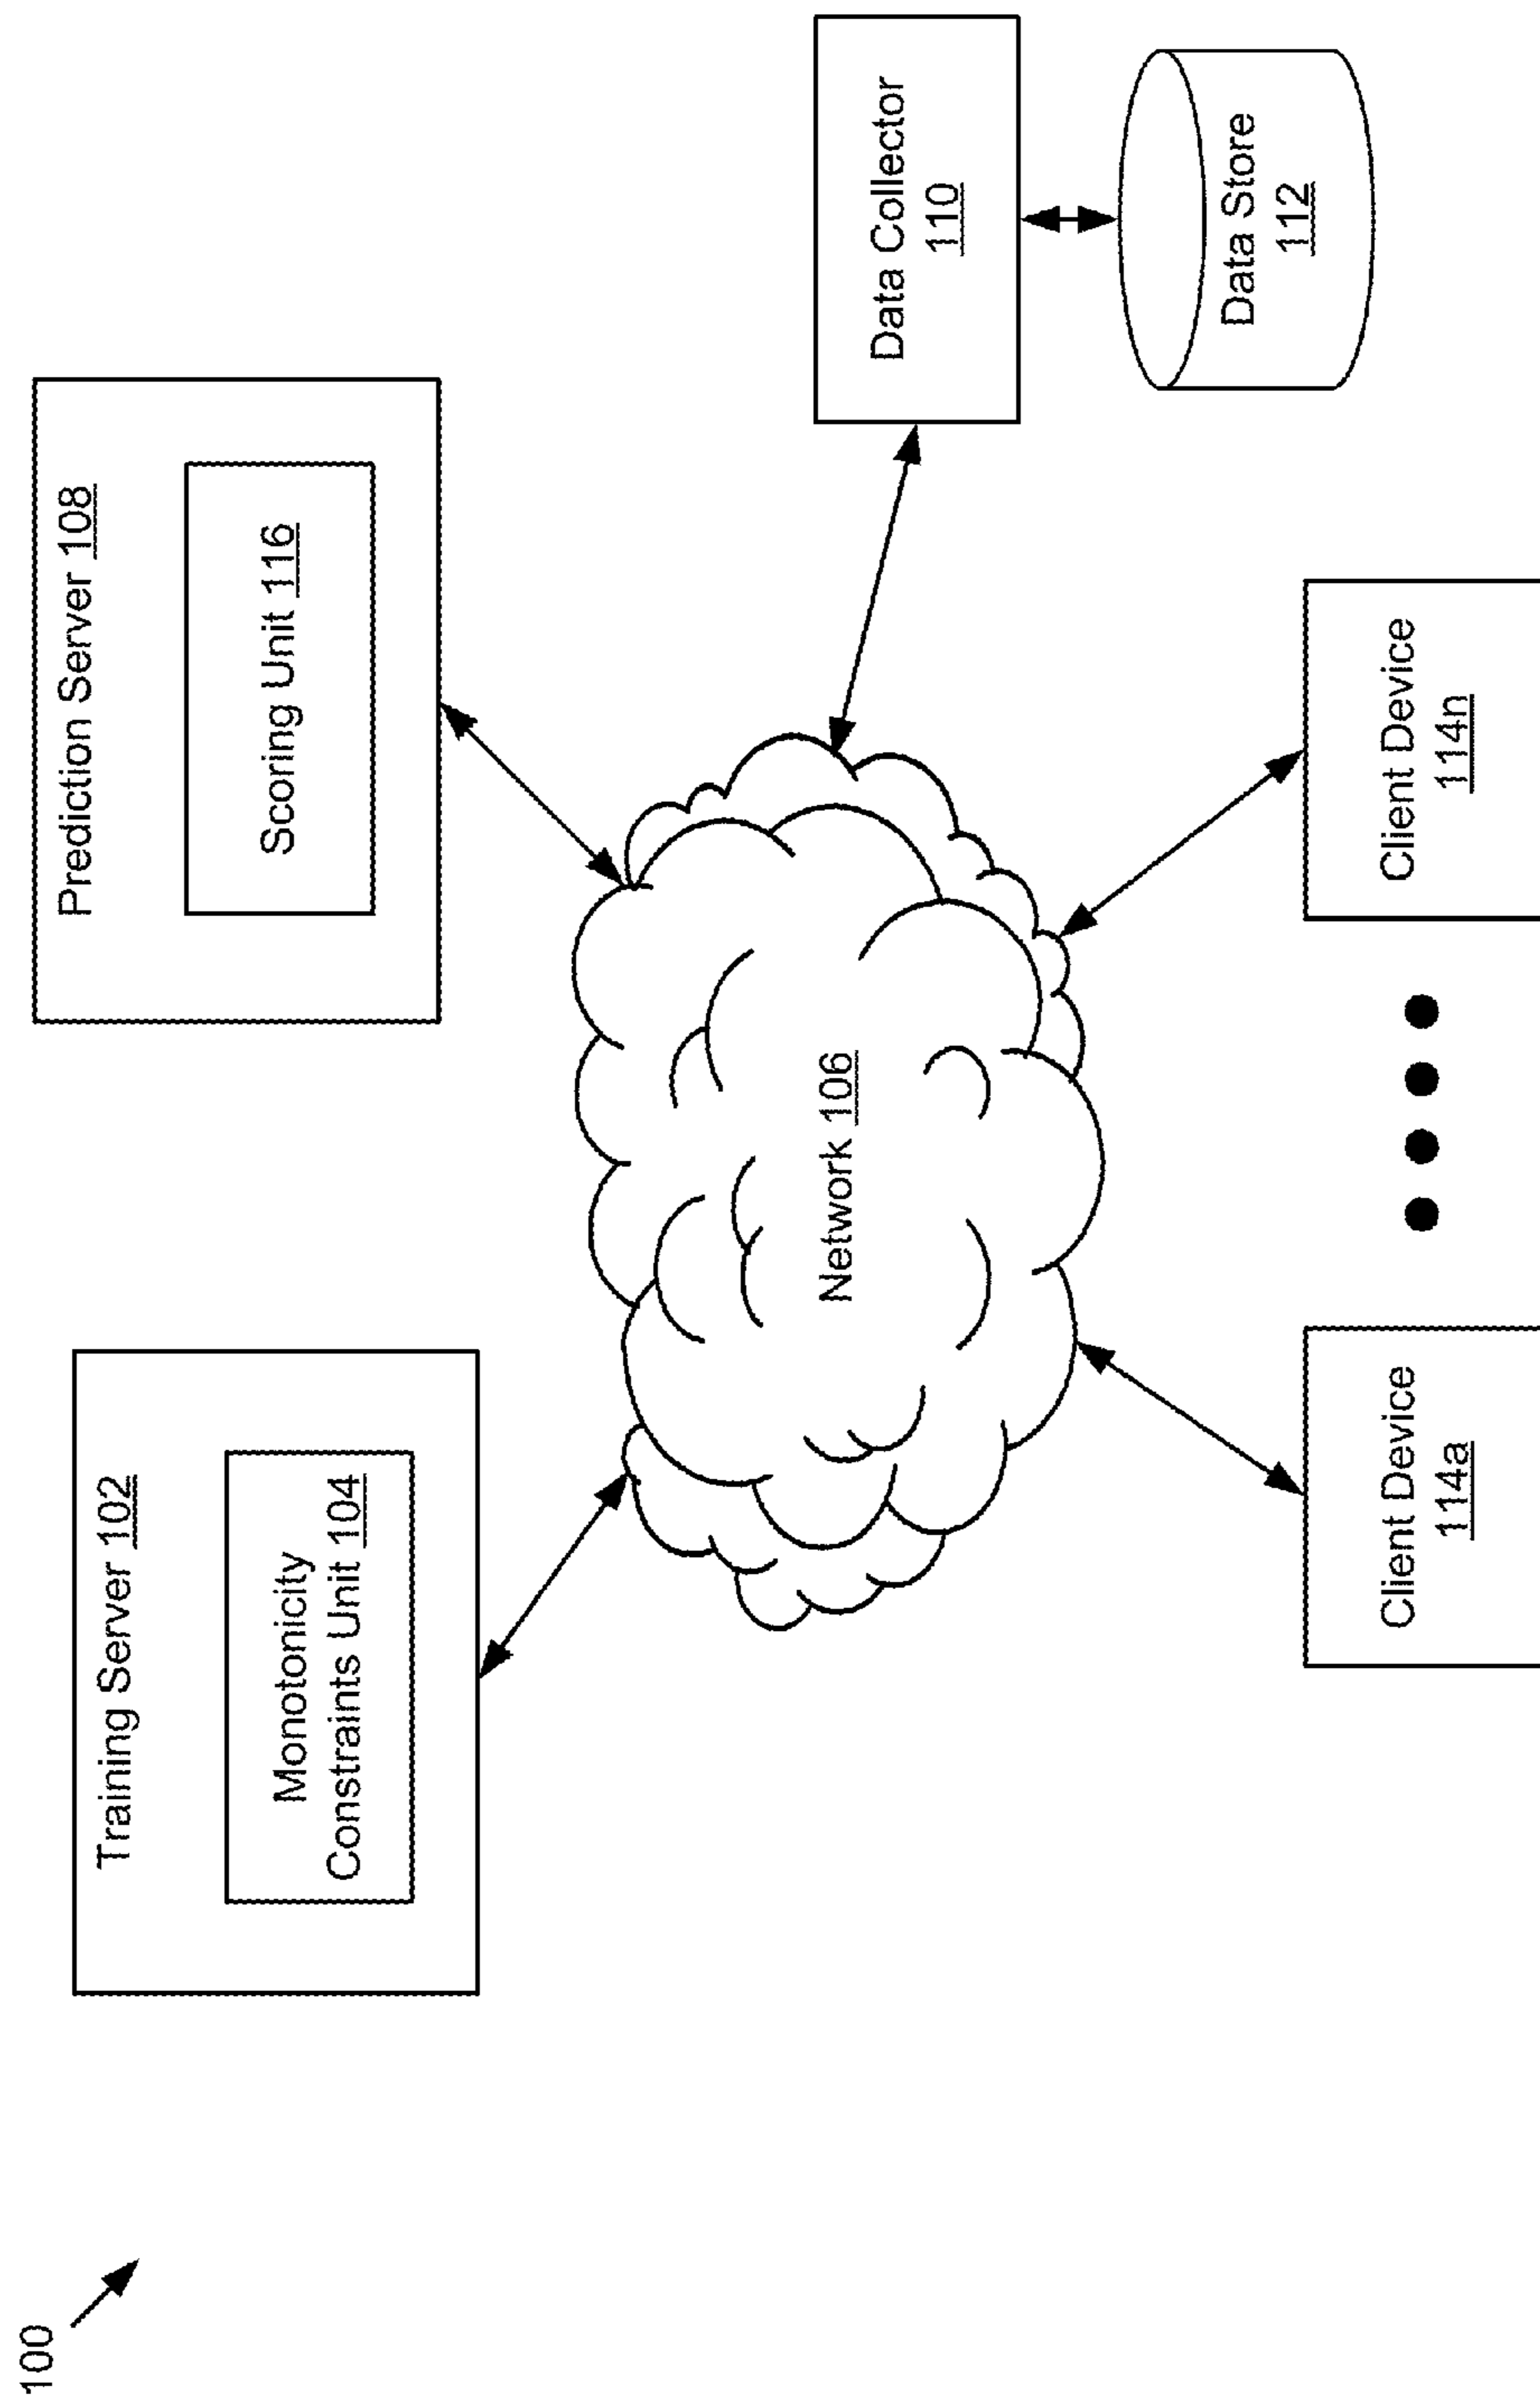 100
Training Server 102
Monotonicity
Constraints Unit 104
Prediction Server 108
Scoring Unit 116
Network 106
Data Collector
110
Data Store
112
Client Device
114a
Client Device
114n